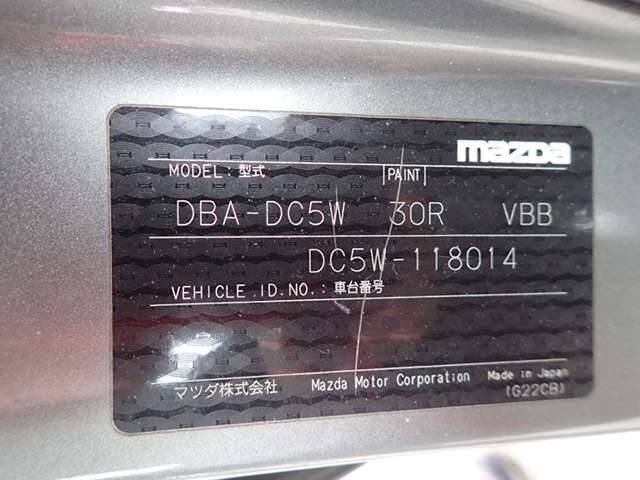 mazda
MODEL : 型式 |PAINT|
DBA-DC5W 30R VBB
DC5W-118014
VEHICLE ID.NO. : 車台番号
マツダ株式会社 Mazda Motor Corporation Made in Japan
(G22CB)